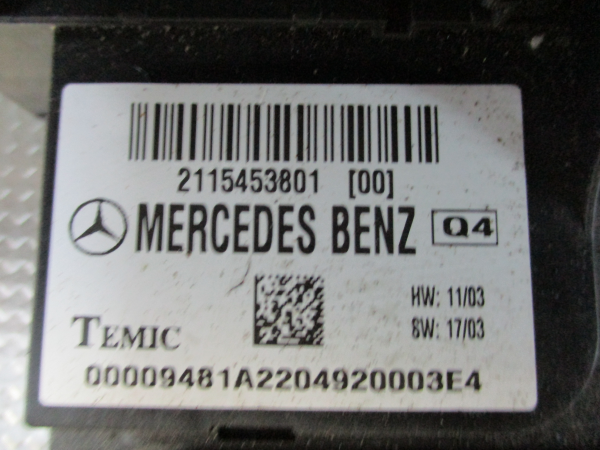 2115453801 [00]
MERCEDES BENZ Q4
HW: 11/03
TEMIC SW: 17/03
00009481A2204920003E4